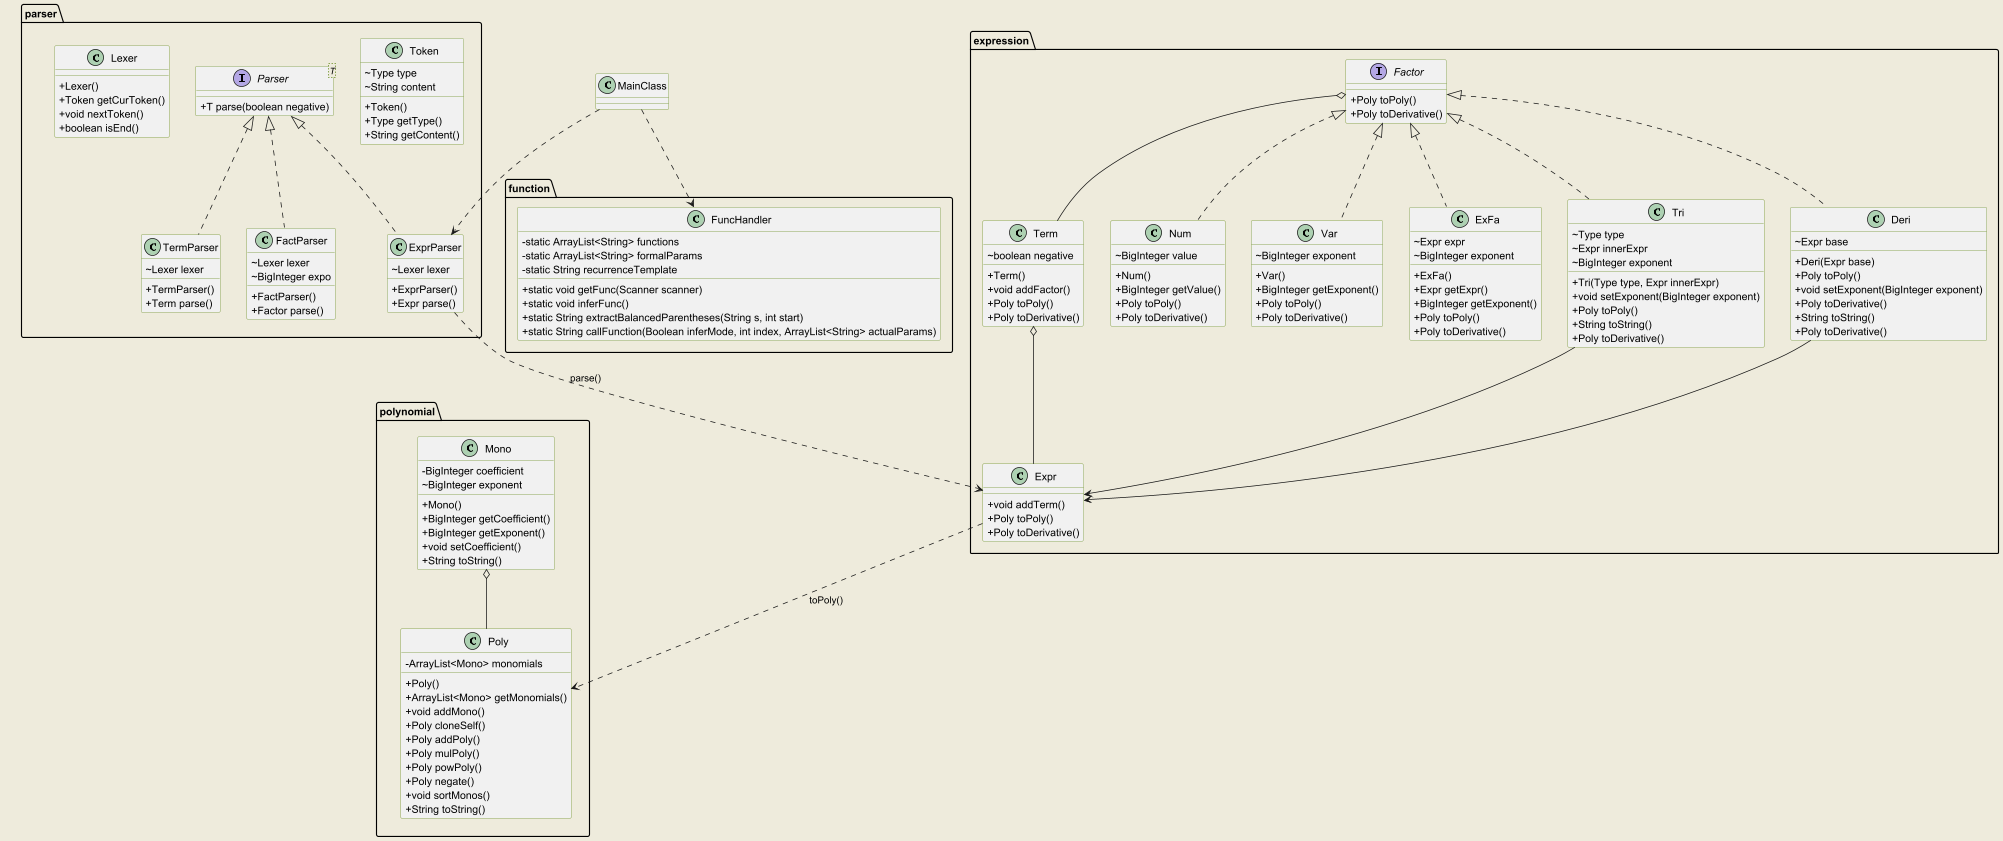 parser
C Lexer
+Lexer()
+Token getCurToken()
+void nextToken()
+boolean isEnd()
I Parser
T
+T parse(boolean negative)
C Token
~Type type
~String content
+Token()
+Type getType()
+String getContent()
C TermParser
~Lexer lexer
+TermParser()
+Term parse()
C FactParser
~Lexer lexer
~BigInteger expo
+FactParser()
+Factor parse()
C ExprParser
~Lexer lexer
+ExprParser()
+Expr parse()
C MainClass
function
C FuncHandler
-static ArrayList<String> functions
-static ArrayList<String> formalParams
-static String recurrenceTemplate
+static void getFunc(Scanner scanner)
+static void inferFunc()
+static String extractBalancedParentheses(String s, int start)
+static String callFunction(Boolean inferMode, int index, ArrayList<String> actualParams)
expression
I Factor
+Poly toPoly()
+Poly toDerivative()
C Term
~boolean negative
+Term()
+void addFactor()
+Poly toPoly()
+Poly toDerivative()
C Num
~BigInteger value
+Num()
+BigInteger getValue()
+Poly toPoly()
+Poly toDerivative()
C Var
~BigInteger exponent
+Var()
+BigInteger getExponent()
+Poly toPoly()
+Poly toDerivative()
C ExFa
~Expr expr
~BigInteger exponent
+ExFa()
+Expr getExpr()
+BigInteger getExponent()
+Poly toPoly()
+Poly toDerivative()
C Tri
~Type type
~Expr innerExpr
~BigInteger exponent
+Tri(Type type, Expr innerExpr)
+void setExponent(BigInteger exponent)
+Poly toPoly()
+String toString()
+Poly toDerivative()
C Deri
~Expr base
+Deri(Expr base)
+Poly toPoly()
+void setExponent(BigInteger exponent)
+Poly toDerivative()
+String toString()
+Poly toDerivative()
C Expr
+void addTerm()
+Poly toPoly()
+Poly toDerivative()
parse()
toPoly()
polynomial
C Mono
-BigInteger coefficient
~BigInteger exponent
+Mono()
+BigInteger getCoefficient()
+BigInteger getExponent()
+void setCoefficient()
+String toString()
C Poly
-ArrayList<Mono> monomials
+Poly()
+ArrayList<Mono> getMonomials()
+void addMono()
+Poly cloneSelf()
+Poly addPoly()
+Poly mulPoly()
+Poly powPoly()
+Poly negate()
+void sortMonos()
+String toString()